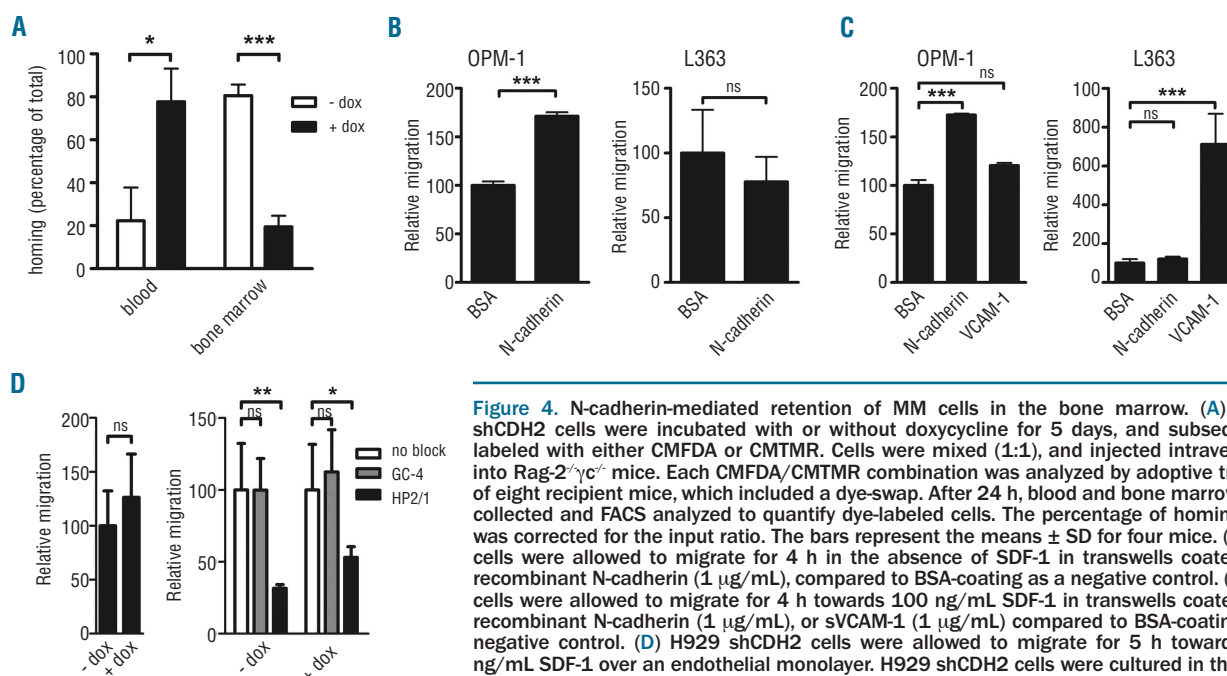 A
B
C
* ***
homing (percentage of total)
100
80
60
40
20
0
- dox
+ dox
blood
bone marrow
OPM-1
***
Relative migration
200
150
100
50
0
BSA
N-cadherin
L363
ns
Relative migration
150
100
50
0
BSA
N-cadherin
OPM-1
ns
***
Relative migration
200
150
100
50
0
BSA
N-cadherin
VCAM-1
L363
***
ns
Relative migration
1000
800
600
400
200
0
BSA
N-cadherin
VCAM-1
D
ns
Relative migration
200
150
100
50
0
- dox
+ dox
** *
ns ns
Relative migration
150
100
50
0
- dox
+ dox
no block
GC-4
HP2/1
Figure 4. N-cadherin-mediated retention of MM cells in the bone marrow. (A)
shCDH2 cells were incubated with or without doxycycline for 5 days, and subsec
labeled with either CMFDA or CMTMR. Cells were mixed (1:1), and injected intrave
into Rag-2-/-γc-/- mice. Each CMFDA/CMTMR combination was analyzed by adoptive t
of eight recipient mice, which included a dye-swap. After 24 h, blood and bone marrow
collected and FACS analyzed to quantify dye-labeled cells. The percentage of homin
was corrected for the input ratio. The bars represent the means ± SD for four mice. (
cells were allowed to migrate for 4 h in the absence of SDF-1 in transwells coate
recombinant N-cadherin (1 μg/mL), compared to BSA-coating as a negative control. (
cells were allowed to migrate for 4 h towards 100 ng/mL SDF-1 in transwells coate
recombinant N-cadherin (1 μg/mL), or sVCAM-1 (1 μg/mL) compared to BSA-coatin
negative control. (D) H929 shCDH2 cells were allowed to migrate for 5 h toward
ng/mL SDF-1 over an endothelial monolayer. H929 shCDH2 cells were cultured in th